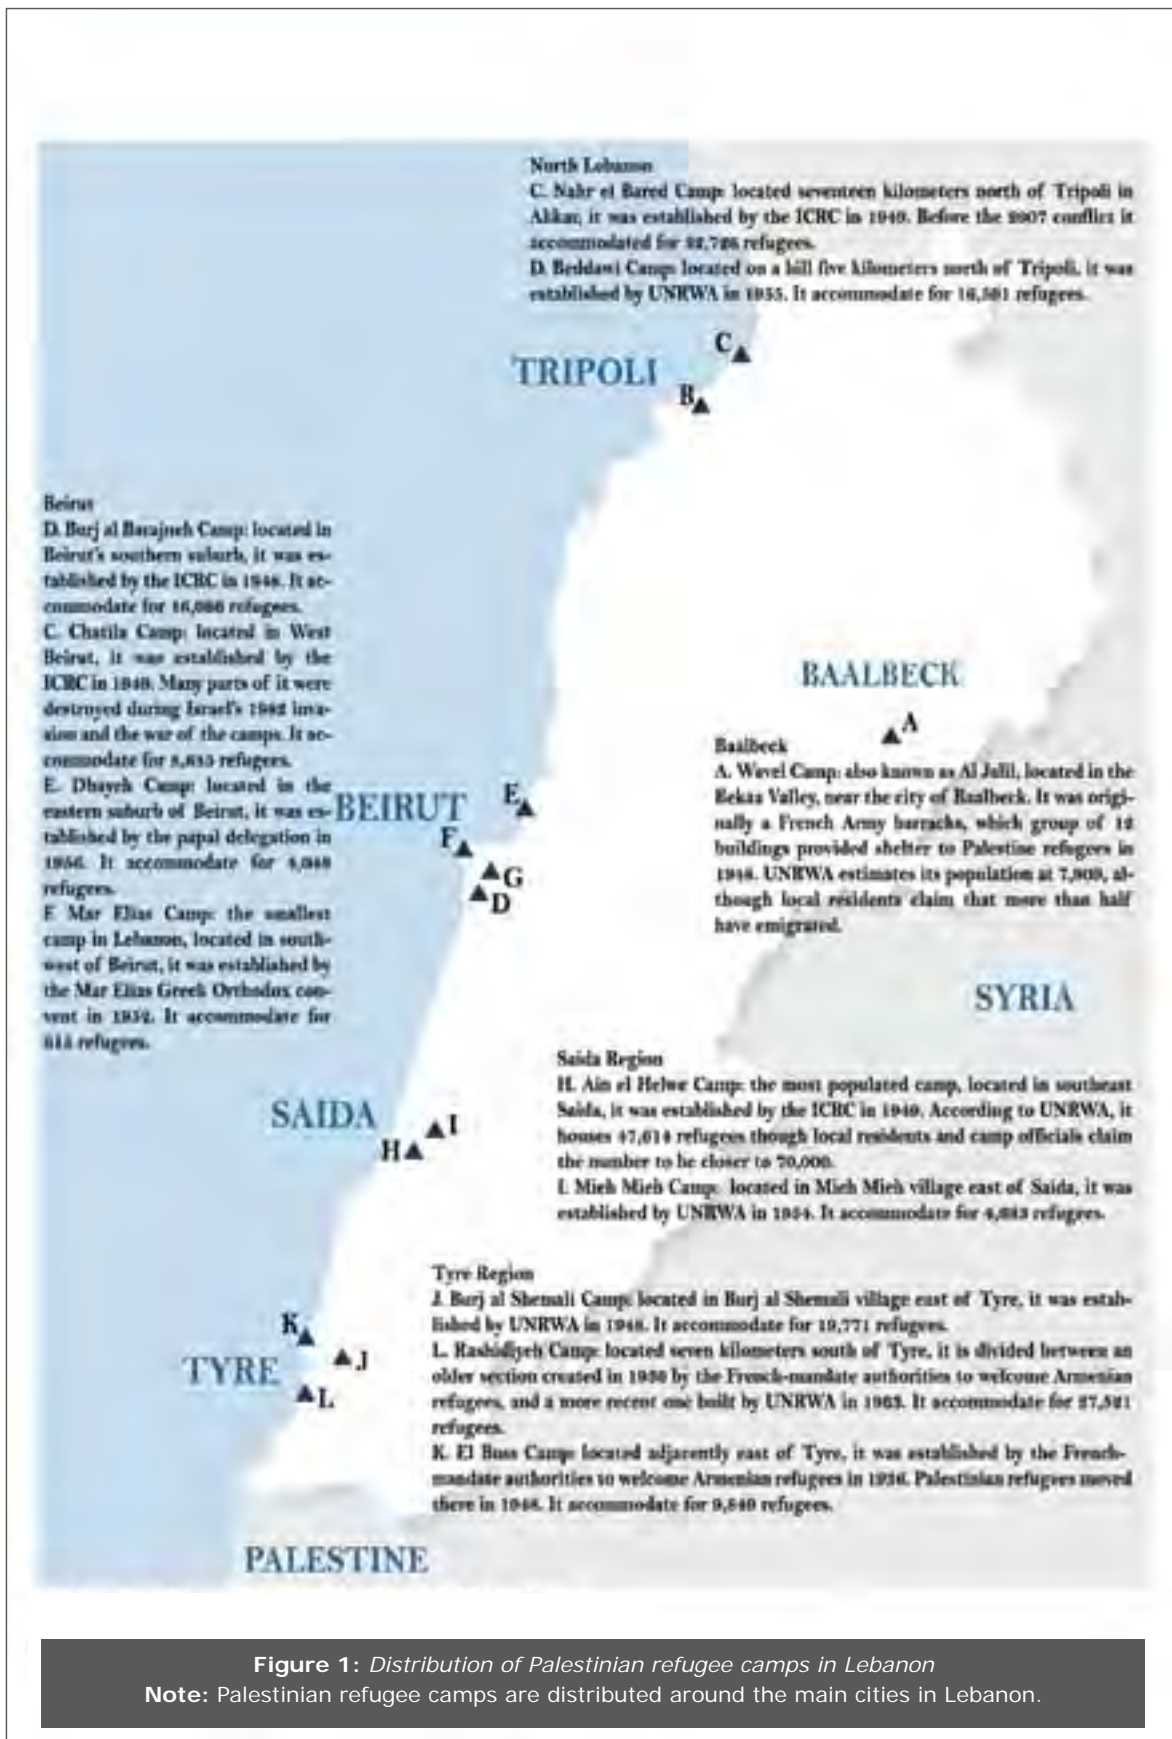 North Lebanon
C. Nahr el Bared Camp: located seventeen kilometers north of Tripoli in
Akkar, it was established by the ICRC in 1949. Before the 2007 conflict it
accommodated for refugees.
D. Beddawi Camp: located on a hill five kilometers north of Tripoli, it was
established by UNRWA in 1955. It accommodate for 16,591 refugees.
C
TRIPOLI
B
Beirut
D. Burj al Barajneh Camp: located in
Beirut's southern suburb, it was es-
tablished by the ICRC in 1948. It ac-
commodate for refugees.
C. Chatila Camp: located in West
Beirut, it was established by the
ICRC in 1949. Many parts of it were
destroyed during Israel's 1982 inva-
sion and the war of the camps. It ac-
commodate for refugees.
E. Dbayeh Camp: located in the
eastern suburb of Beirut, it was es-
tablished by the papal delegation in
1956. It accommodate for
refugees.
F. Mar Elias Camp: the smallest
camp in Lebanon, located in south-
west of Beirut, it was established by
the Mar Elias Greek Orthodox con-
vent in 1952. It accommodate for
refugees.
BAALBECK
A
Baalbeck
A. Wavel Camp: also known as Al Jalil, located in the
Bekaa Valley, near the city of Baalbeck. It was origi-
nally a French Army barracks, which group of 12
buildings provided shelter to Palestine refugees in
1948. UNRWA estimates its population at al-
though local residents claim that more than half
have emigrated.
BEIRUT
E
F
G
D
SYRIA
Saida Region
H. Ain el Helwe Camp: the most populated camp, located in southeast
Saida, it was established by the ICRC in 1949. According to UNRWA, it
houses 47,614 refugees though local residents and camp officials claim
the number to be closer to 70,000.
I. Mieh Mieh Camp: located in Mieh Mieh village east of Saida, it was
established by UNRWA in 1954. It accommodate for refugees.
SAIDA
I
H
Tyre Region
J. Burj al Shemali Camp: located in Burj al Shemali village east of Tyre, it was estab-
lished by UNRWA in 1948. It accommodate for 19,771 refugees.
L. Rashidiyeh Camp: located seven kilometers south of Tyre, it is divided between an
older section created in by the French-mandate authorities to welcome Armenian
refugees, and a more recent one built by UNRWA in 1963. It accommodate for 27,521
refugees.
K. El Buss Camp: located adjacently east of Tyre, it was established by the French-
mandate authorities to welcome Armenian refugees in Palestinian refugees moved
there in 1948. It accommodate for 9,840 refugees.
K
J
TYRE
L
PALESTINE
Figure 1: Distribution of Palestinian refugee camps in Lebanon
Note: Palestinian refugee camps are distributed around the main cities in Lebanon.